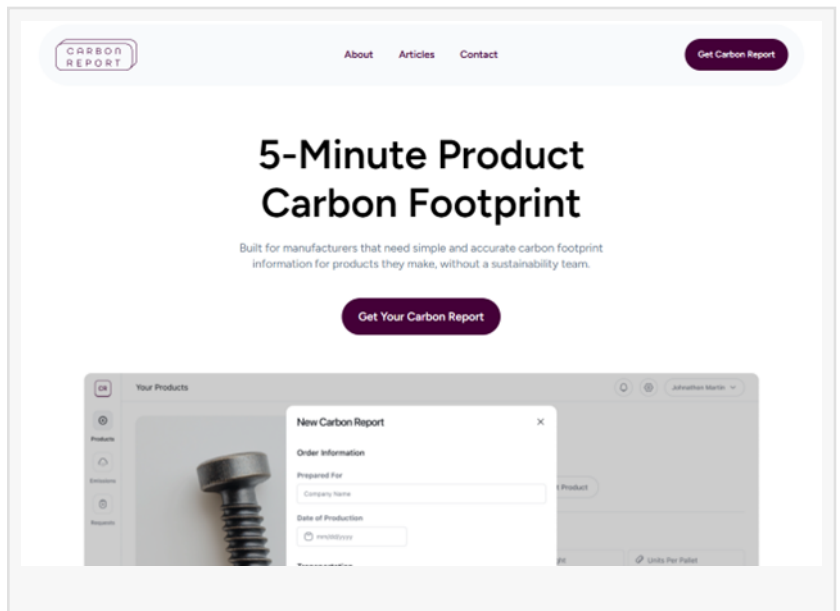 CARBON
REPORT
About Articles Contact
Get Carbon Report
5-Minute Product
Carbon Footprint
Built for manufacturers that need simple and accurate carbon footprint
information for products they make, without a sustainability team.
Get Your Carbon Report
CR
Your Products
Johnathan Martin
Products
Emissions
Requests
New Carbon Report
Order Information
Prepared For
Company Name
Date of Production
mm/dd/yyyy
Product
Units Per Pallet